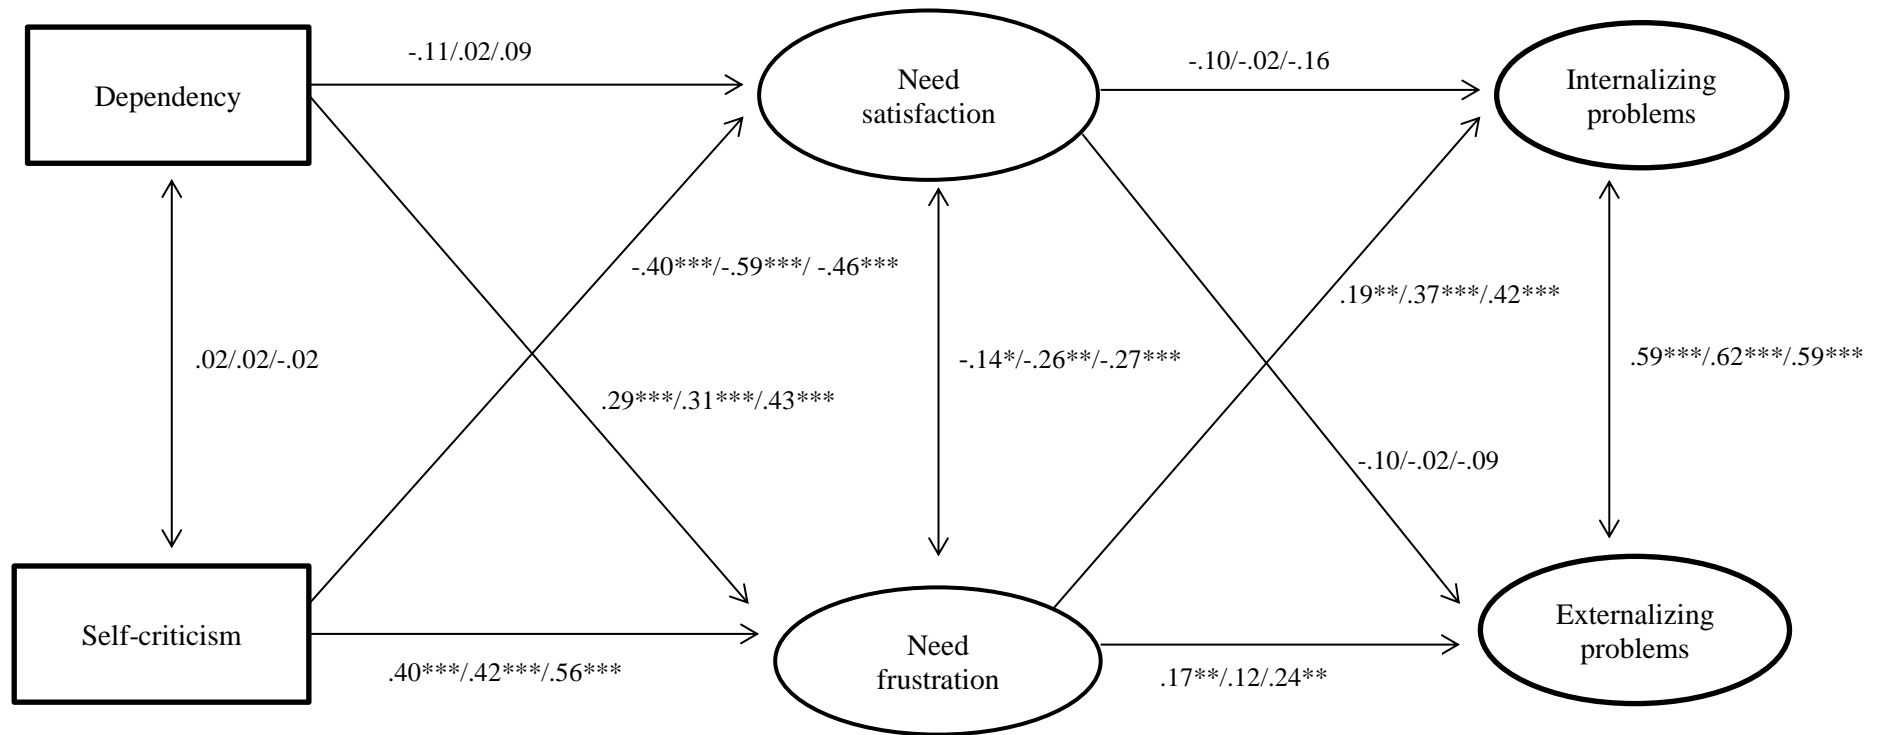 -.11/.02/.09
Need
satisfaction
-.10/-.02/-.16
Internalizing
problems
Dependency
-.40***/-.59***/ -.46***
.19**/.37***/.42***
.02/.02/-.02
-.14*/-.26**/-.27***
.59***/.62***/.59***
.29***/.31***/.43***
-.10/-.02/-.09
Self-criticism
.40***/.42***/.56***
Need
frustration
.17**/.12/.24**
Externalizing
problems